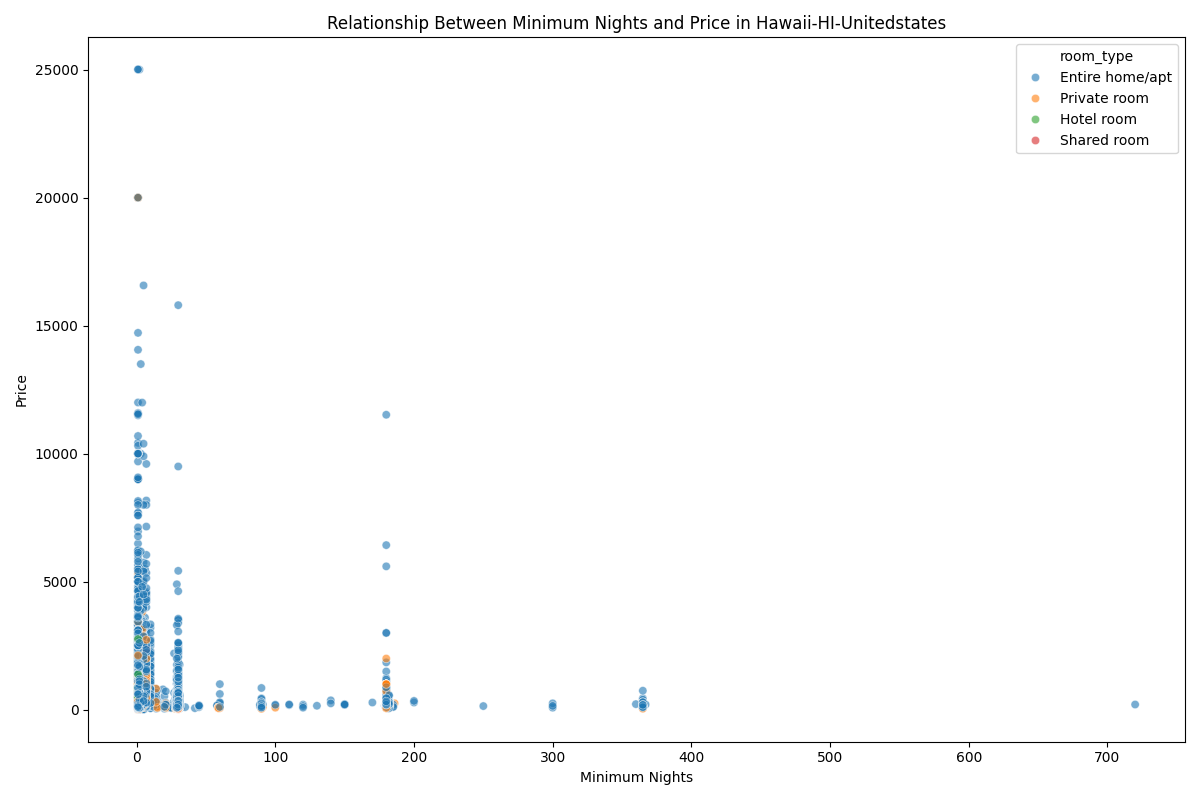 Relationship Between Minimum Nights and Price in Hawaii-HI-Unitedstates
room_type
Entire home/apt
Private room
Hotel room
Shared room
25000
20000
15000
10000
5000
0
Price
0 100 200 300 400 500 600 700
Minimum Nights